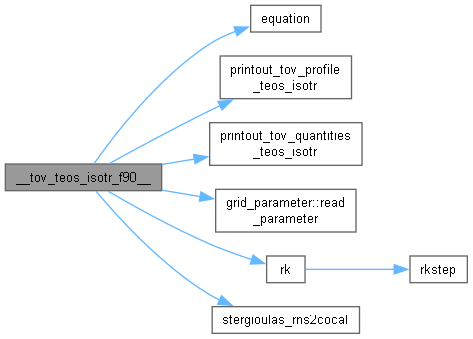 equation
printout_tov_profile
_teos_isotr
printout_tov_quantities
_teos_isotr
__tov_teos_isotr_f90__
grid_parameter::read
_parameter
rk
rkstep
stergioulas_rns2cocal